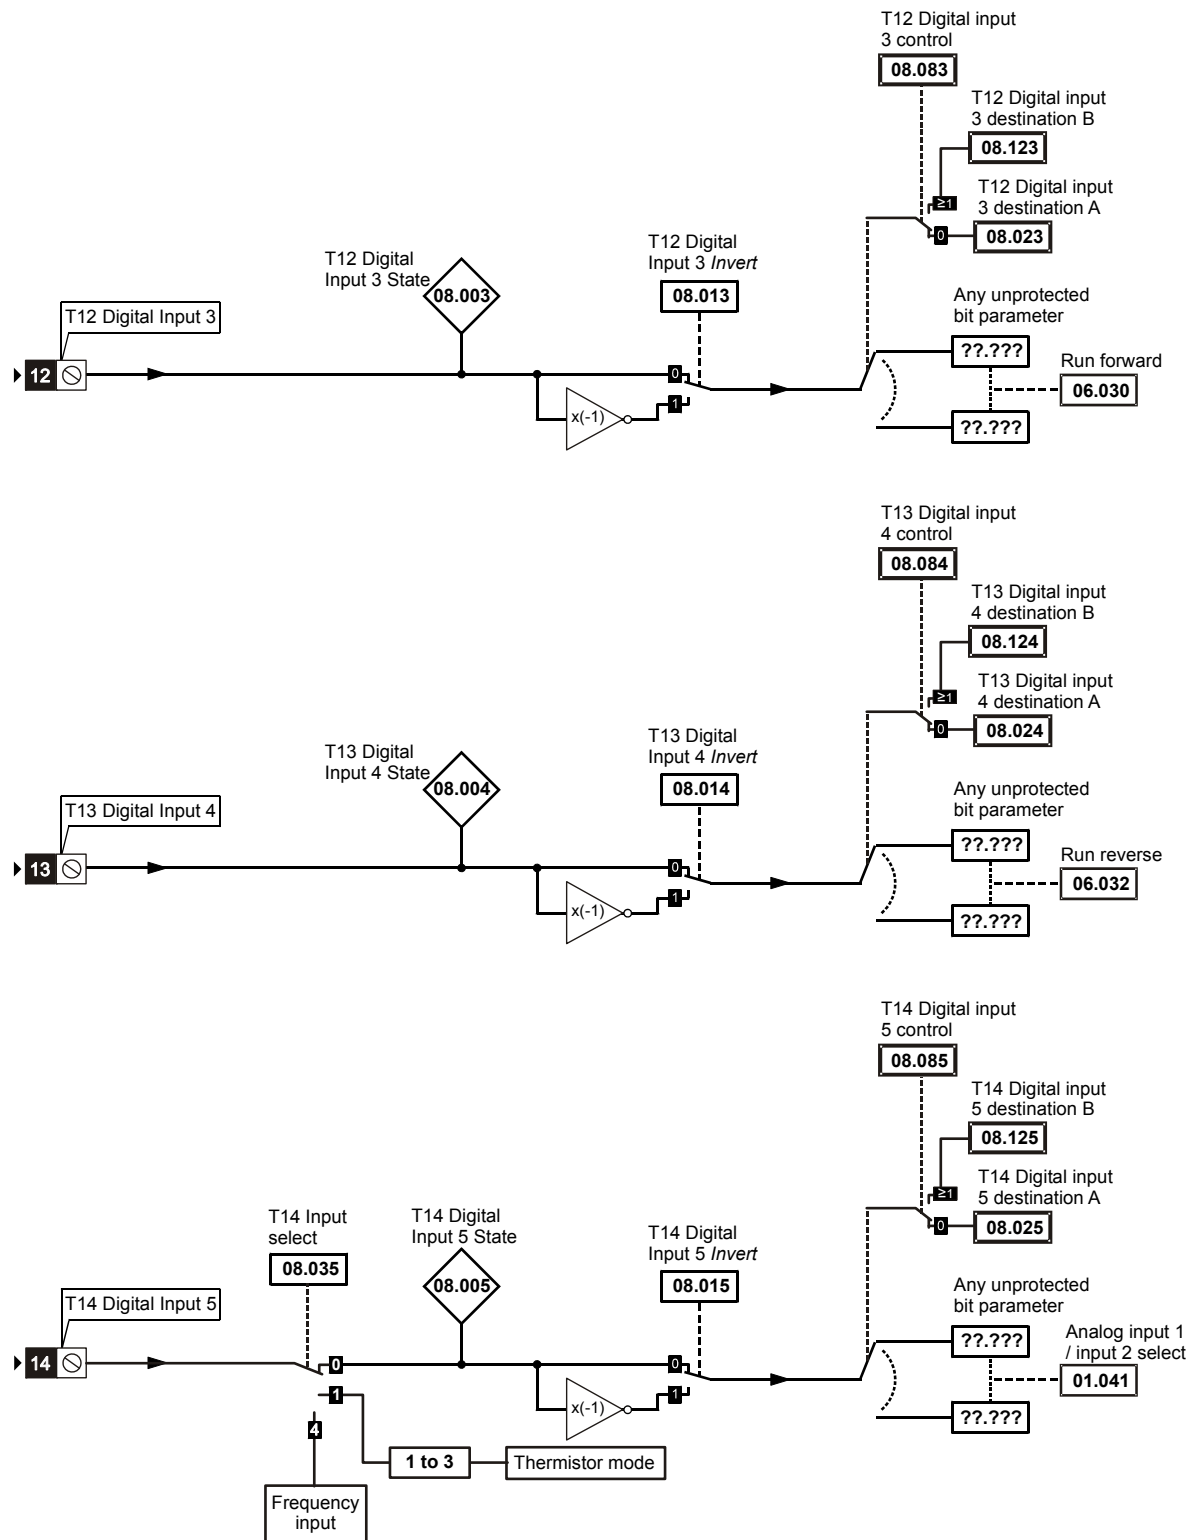 T12 Digital input
3 control
08.083
T12 Digital input
3 destination B
08.123
≥1
T12 Digital input
3 destination A
0
08.023
T12 Digital
Input 3 State
08.003
T12 Digital
Input 3 Invert
08.013
Any unprotected
bit parameter
T12 Digital Input 3
12
0
x(-1)
1
??.???
Run forward
06.030
??.???
T13 Digital input
4 control
08.084
T13 Digital input
4 destination B
08.124
≥1
T13 Digital input
4 destination A
0
08.024
T13 Digital
Input 4 State
08.004
T13 Digital
Input 4 Invert
08.014
Any unprotected
bit parameter
T13 Digital Input 4
13
0
x(-1)
1
??.???
Run reverse
06.032
??.???
T14 Digital input
5 control
08.085
T14 Digital input
5 destination B
08.125
≥1
T14 Digital input
5 destination A
0
08.025
T14 Input
select
08.035
T14 Digital
Input 5 State
08.005
T14 Digital
Input 5 Invert
08.015
Any unprotected
bit parameter
T14 Digital Input 5
14
0
1
4
0
x(-1)
1
??.???
Analog input 1
/ input 2 select
01.041
??.???
1 to 3
Thermistor mode
Frequency
input